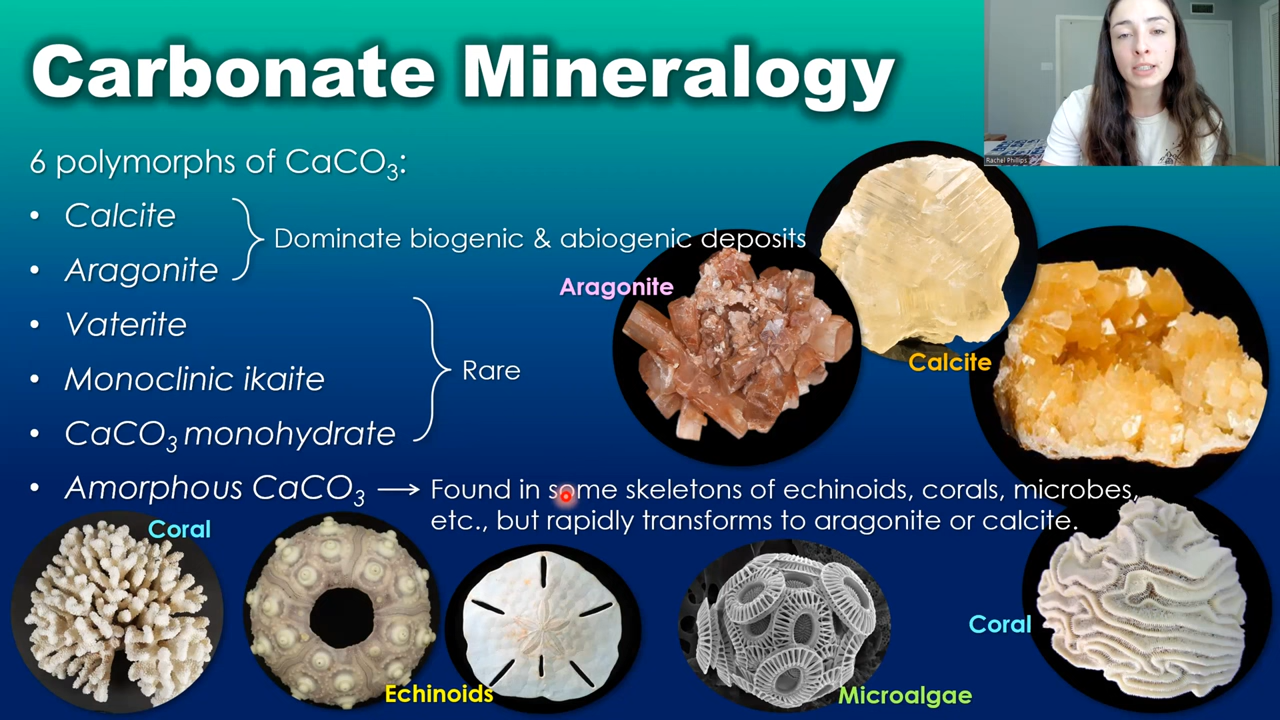 Carbonate Mineralogy
Rachel Phillips
6 polymorphs of CaCO₃:
• Calcite
• Aragonite
Dominate biogenic & abiogenic deposits
• Vaterite
• Monoclinic ikaite
• CaCO₃ monohydrate
Rare
• Amorphous CaCO₃ → Found in some skeletons of echinoids, corals, microbes,
etc., but rapidly transforms to aragonite or calcite.
Aragonite
Calcite
Coral
Echinoids
Microalgae
Coral